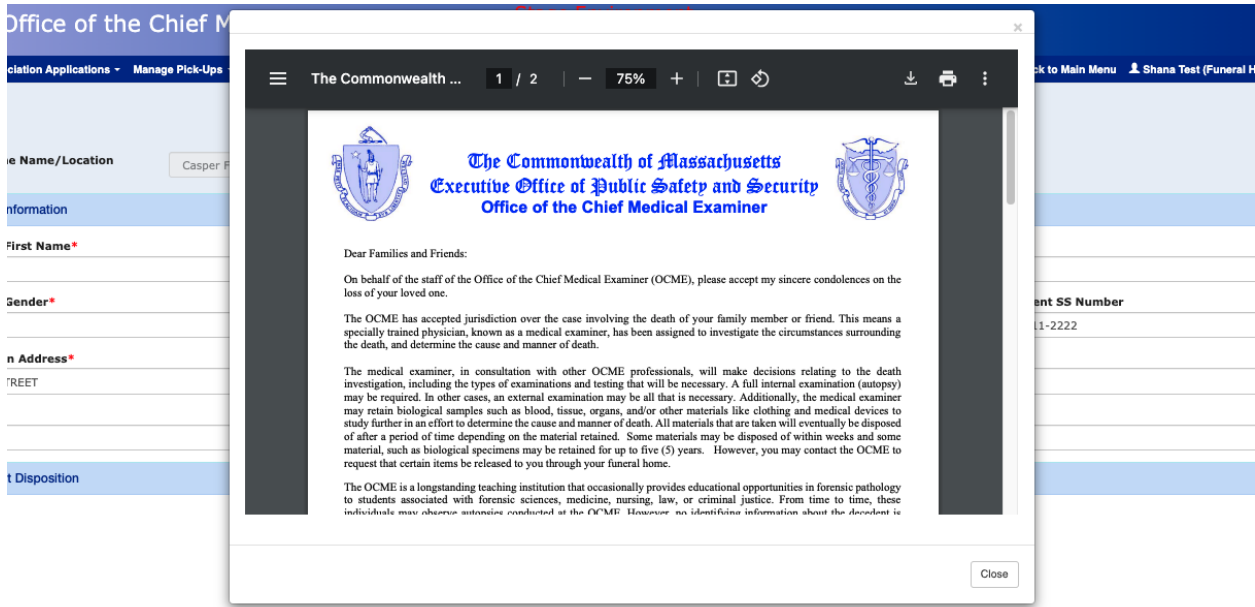 Office of the Chief M
ciation Applications
Manage Pick-Ups
ck to Main Menu
Shana Test (Funeral H
e Name/Location
Casper F
nformation
First Name*
Gender*
ent SS Number
11-2222
n Address*
TREET
t Disposition
×
The Commonwealth ...
1 / 2
75%
The Commonwealth of Massachusetts
Executive Office of Public Safety and Security
Office of the Chief Medical Examiner
Dear Families and Friends:
On behalf of the staff of the Office of the Chief Medical Examiner (OCME), please accept my sincere condolences on the
loss of your loved one.
The OCME has accepted jurisdiction over the case involving the death of your family member or friend. This means a
specially trained physician, known as a medical examiner, has been assigned to investigate the circumstances surrounding
the death, and determine the cause and manner of death.
The medical examiner, in consultation with other OCME professionals, will make decisions relating to the death
investigation, including the types of examinations and testing that will be necessary. A full internal examination (autopsy)
may be required. In other cases, an external examination may be all that is necessary. Additionally, the medical examiner
may retain biological samples such as blood, tissue, organs, and/or other materials like clothing and medical devices to
study further in an effort to determine the cause and manner of death. All materials that are taken will eventually be disposed
of after a period of time depending on the material retained. Some materials may be disposed of within weeks and some
material, such as biological specimens may be retained for up to five (5) years. However, you may contact the OCME to
request that certain items be released to you through your funeral home.
The OCME is a longstanding teaching institution that occasionally provides educational opportunities in forensic pathology
to students associated with forensic sciences, medicine, nursing, law, or criminal justice. From time to time, these
individuals may observe autopsies conducted at the OCME. However, no identifying information about the decedent is
Close